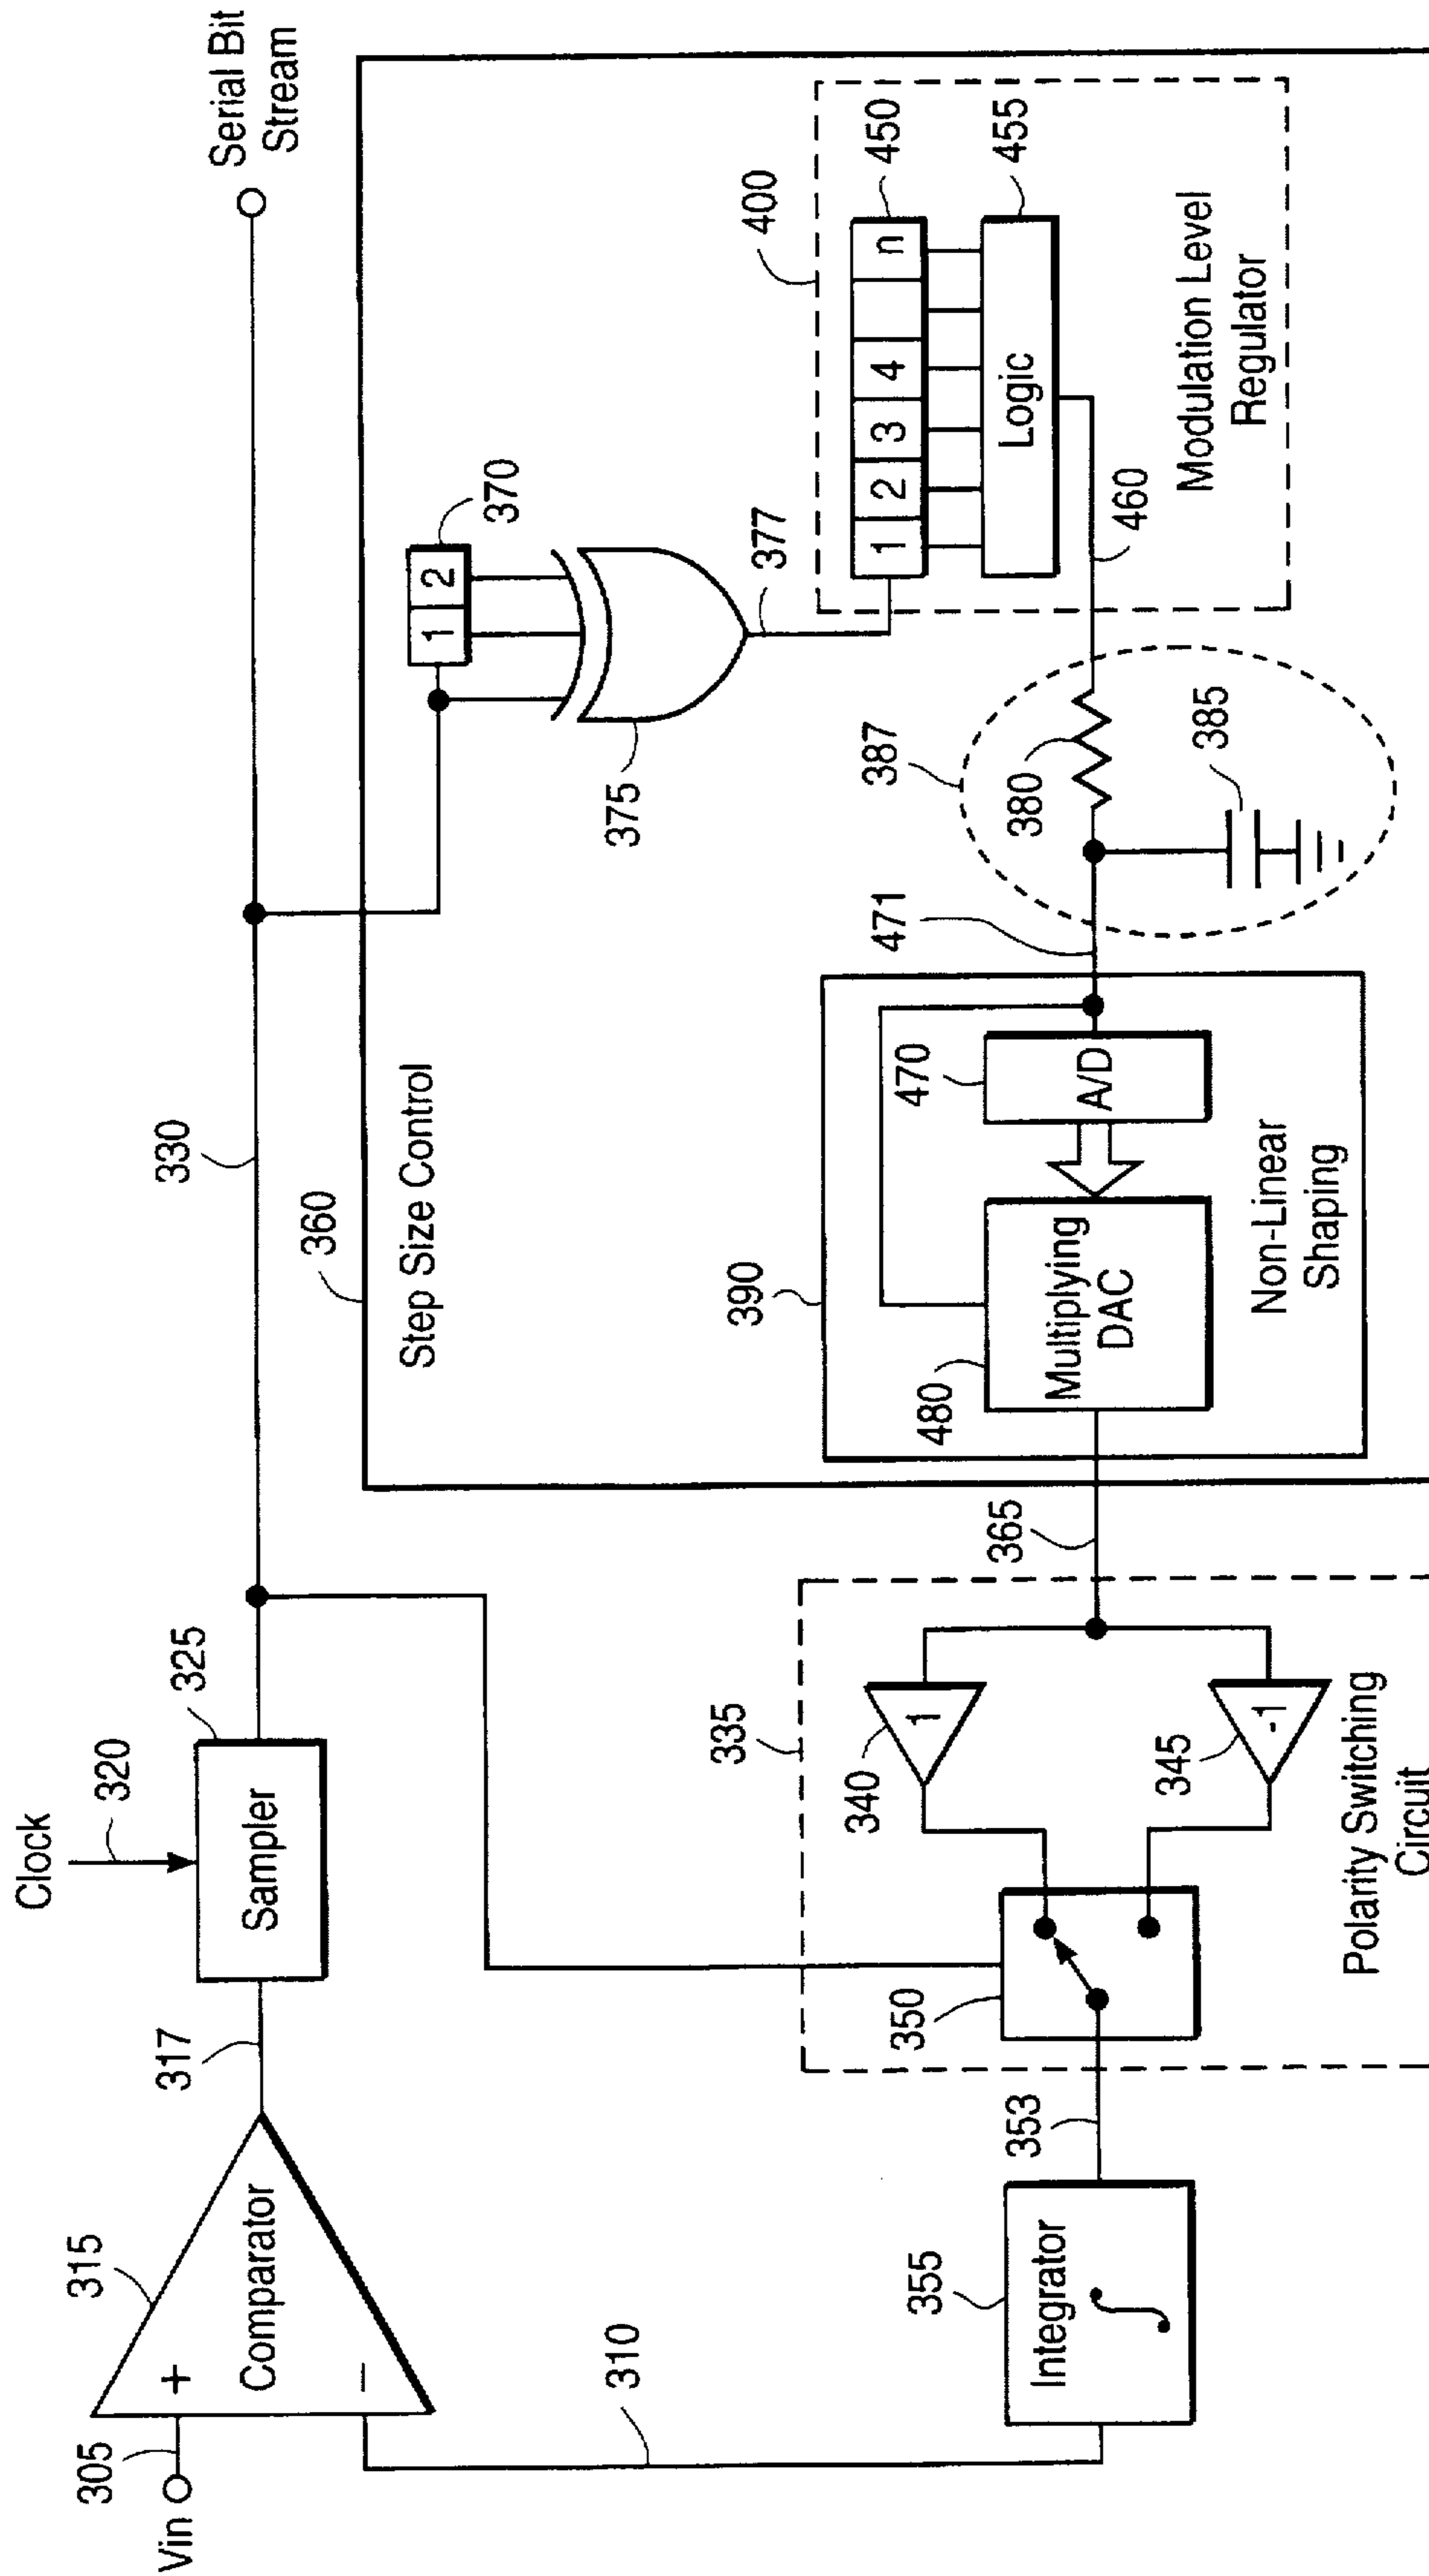 Clock
320
Vin
305
+
−
Comparator
315
317
Sampler
325
330
Serial Bit
Stream
310
360
Step Size Control
1 2
370
375
377
400
1 2 3 4 n
450
Logic
455
Modulation Level
Regulator
460
387
380
385
471
390
470
A/D
Multiplying
DAC
480
Non-Linear
Shaping
365
335
1
340
-1
345
350
Polarity Switching
Circuit
353
Integrator
∫
355